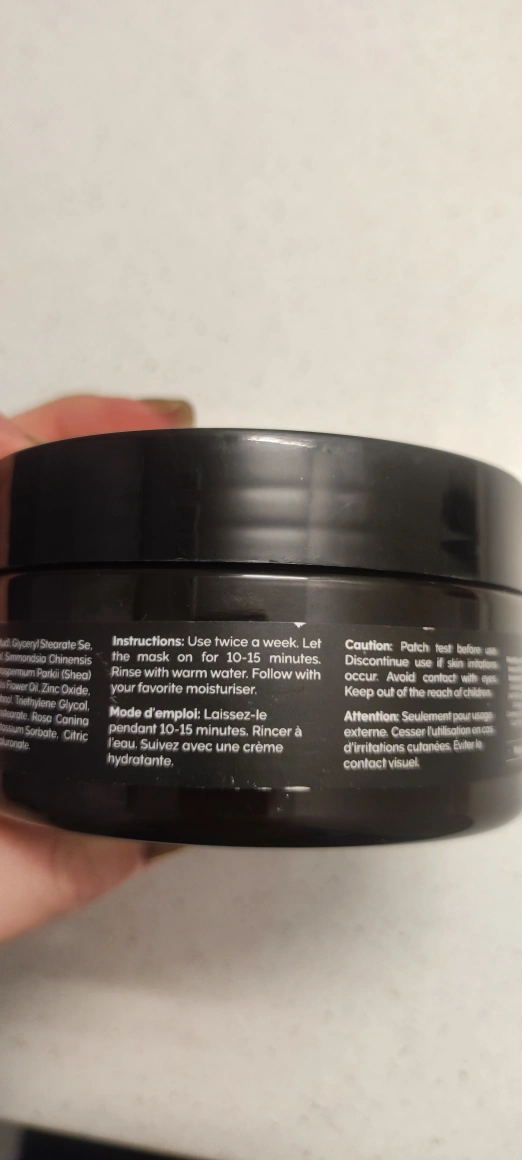 Glyceryl Stearate Se,
Simmondsia Chinensis
Parkii (Shea)
Flower Oil, Zinc Oxide,
Triethylene Glycol,
Rosa Canina
Sorbate, Citric
Instructions: Use twice a week. Let
the mask on for 10-15 minutes.
Rinse with warm water. Follow with
your favorite moisturiser.
Mode d'emploi: Laissez-le
pendant 10-15 minutes. Rincer à
l'eau. Suivez avec une crème
hydratante.
Caution: Patch test before use.
Discontinue use if skin irritations
occur. Avoid contact with eyes.
Keep out of the reach of children.
Attention: Seulement pour usage
externe. Cesser l'utilisation en cas
d'irritations cutanées. Éviter le
contact visuel.